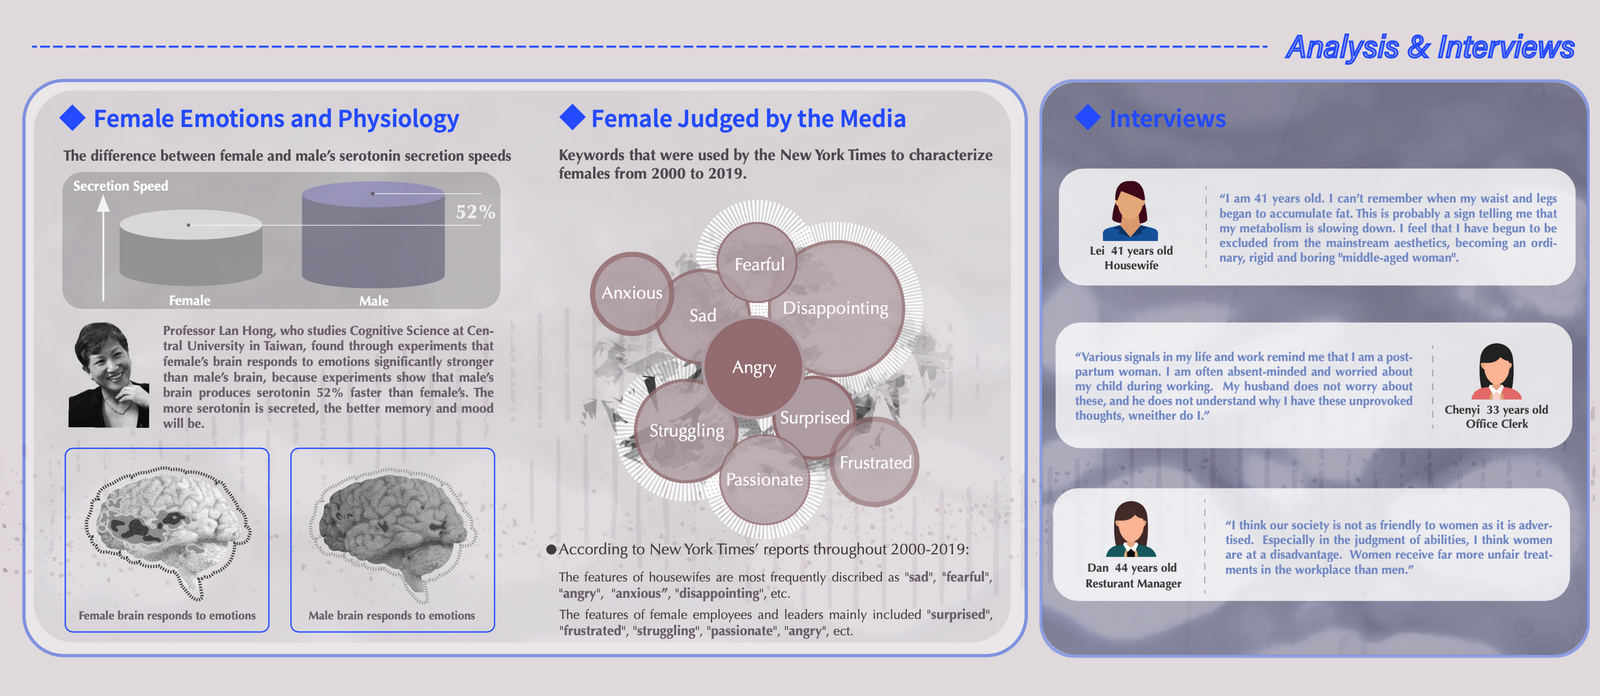 Analysis & Interviews
Female Emotions and Physiology
The difference between female and male's serotonin secretion speeds
Secretion Speed
52%
Female
Male
Professor Lan Hong, who studies Cognitive Science at Cen-
tral University in Taiwan, found through experiments that
female's brain responds to emotions significantly stronger
than male's brain, because experiments show that male's
brain produces serotonin 52% faster than female's. The
more serotonin is secreted, the better memory and mood
will be.
Female brain responds to emotions
Male brain responds to emotions
Female Judged by the Media
Keywords that were used by the New York Times to characterize
females from 2000 to 2019.
Fearful
Anxious
Sad
Disappointing
Angry
Surprised
Struggling
Frustrated
Passionate
●According to New York Times' reports throughout 2000-2019:
The features of housewifes are most frequently discribed as "sad", "fearful",
"angry", "anxious", "disappointing", etc.
The features of female employees and leaders mainly included "surprised",
"frustrated", "struggling", "passionate", "angry", ect.
Interviews
Lei 41 years old
Housewife
"I am 41 years old. I can't remember when my waist and legs
began to accumulate fat. This is probably a sign telling me that
my metabolism is slowing down. I feel that I have begun to be
excluded from the mainstream aesthetics, becoming an ordi-
nary, rigid and boring "middle-aged woman".
"Various signals in my life and work remind me that I am a post-
partum woman. I am often absent-minded and worried about
my child during working. My husband does not worry about
these, and he does not understand why I have these unprovoked
thoughts, wneither do I."
Chenyi 33 years old
Office Clerk
Dan 44 years old
Resturant Manager
"I think our society is not as friendly to women as it is adver-
tised. Especially in the judgment of abilities, I think women
are at a disadvantage. Women receive far more unfair treat-
ments in the workplace than men."